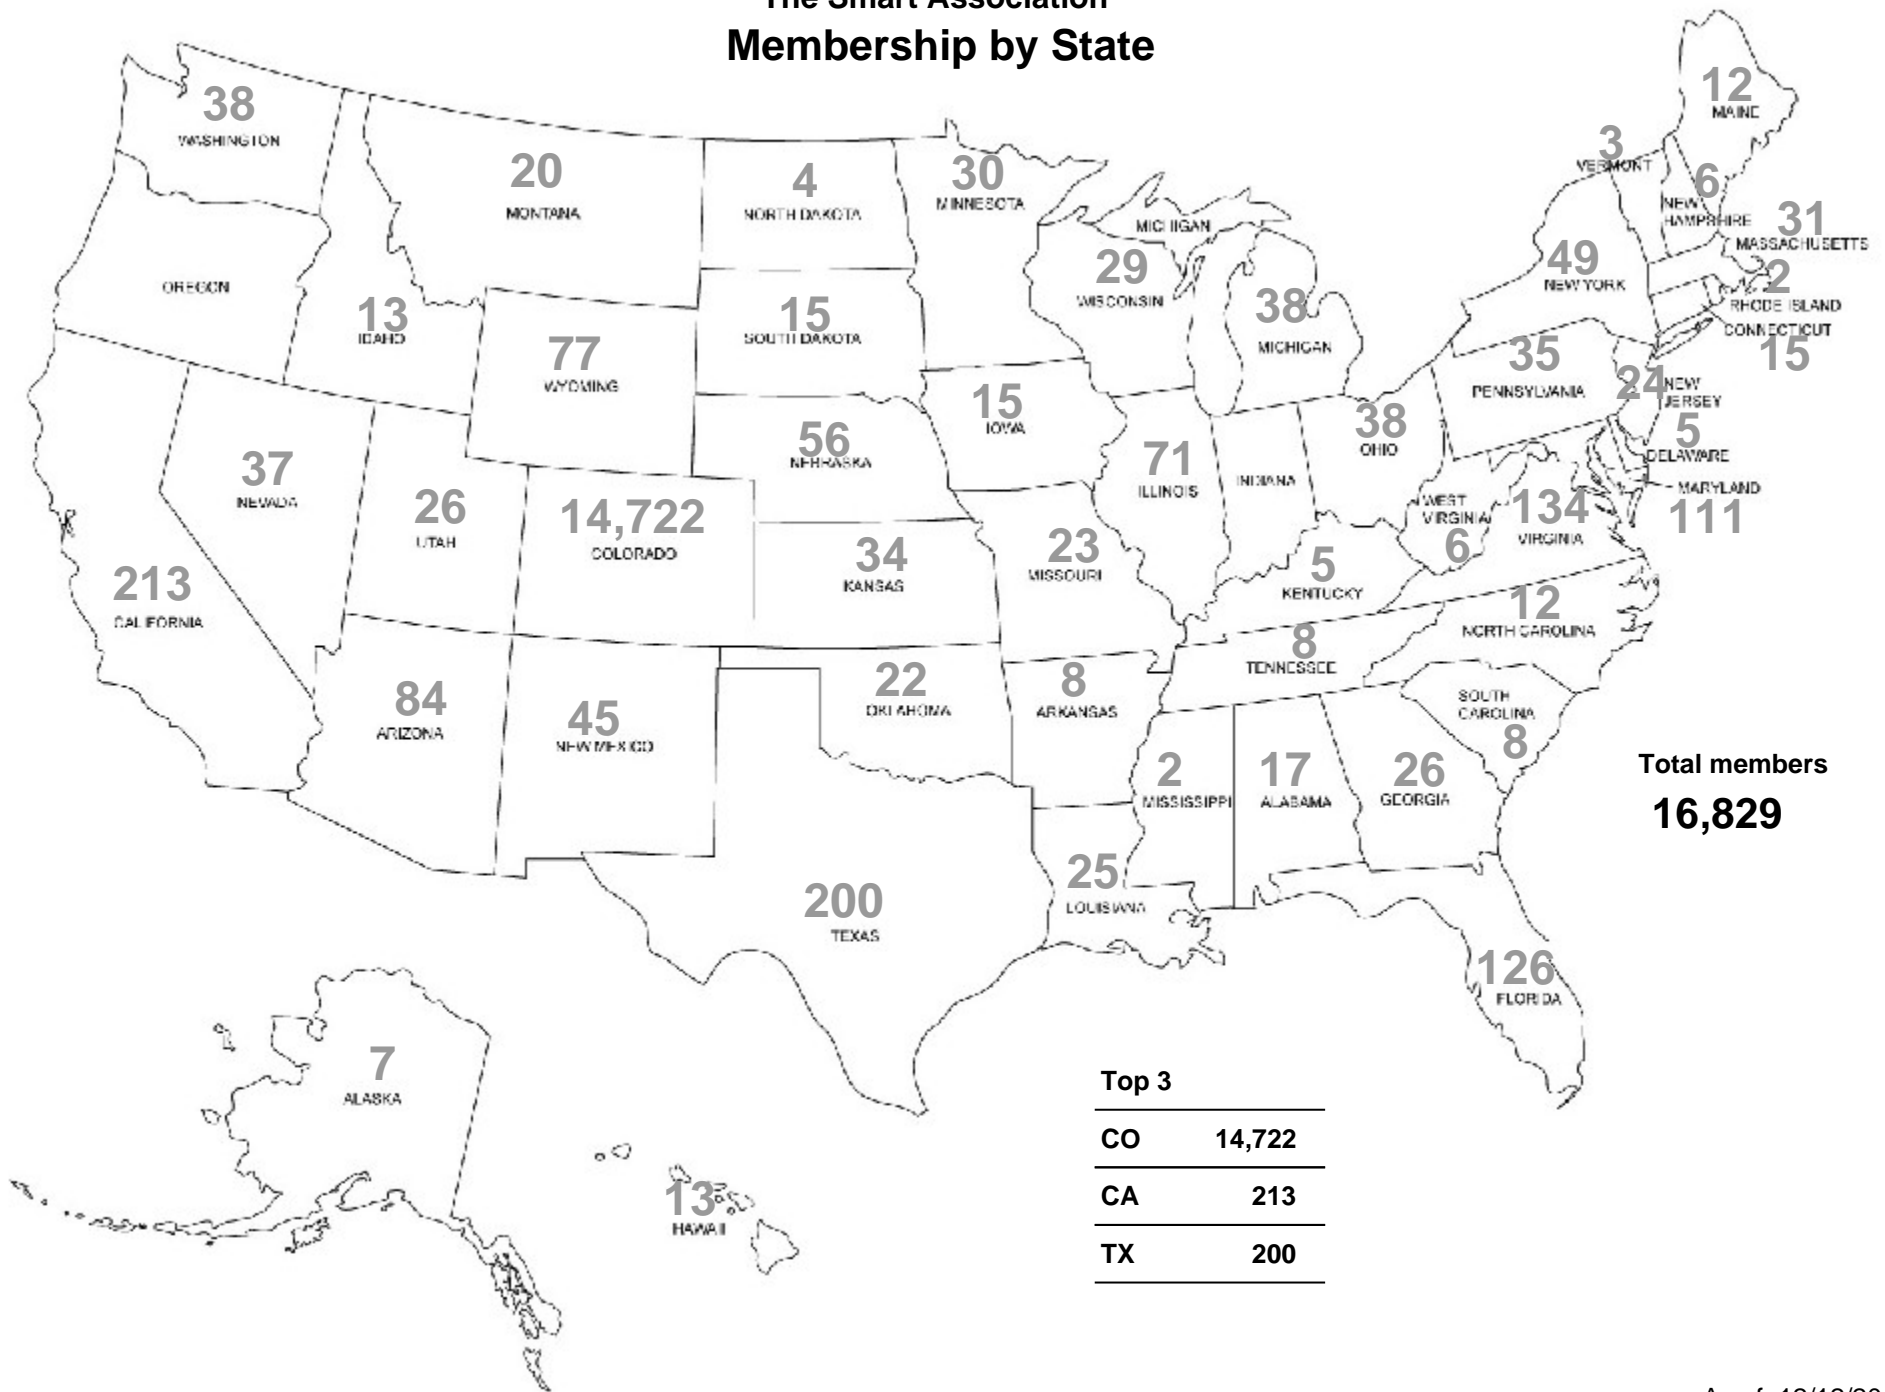 The Smart Association
Membership by State
38
WASHINGTON
20
MONTANA
4
NORTH DAKOTA
30
MINNESOTA
MICHIGAN
12
MAINE
3
VERMONT
6
NEW
HAMPSHIRE
31
MASSACHUSETTS
OREGON
13
IDAHO
77
WYOMING
15
SOUTH DAKOTA
29
WISCONSIN
38
MICHIGAN
49
NEW YORK
2
RHODE ISLAND
CONNECTICUT
15
35
PENNSYLVANIA
24
NEW
JERSEY
5
DELAWARE
MARYLAND
111
37
NEVADA
26
UTAH
14,722
COLORADO
56
NEBRASKA
15
IOWA
71
ILLINOIS
INDIANA
38
OHIO
WEST
VIRGINIA
6
134
VIRGINIA
213
CALIFORNIA
34
KANSAS
23
MISSOURI
5
KENTUCKY
12
NORTH CAROLINA
8
TENNESSEE
84
ARIZONA
45
NEW MEXICO
22
OKLAHOMA
8
ARKANSAS
SOUTH
CAROLINA
8
2
MISSISSIPPI
17
ALABAMA
26
GEORGIA
Total members
16,829
200
TEXAS
25
LOUISIANA
126
FLORIDA
7
ALASKA
13
HAWAII
Top 3
CO 14,722
CA 213
TX 200